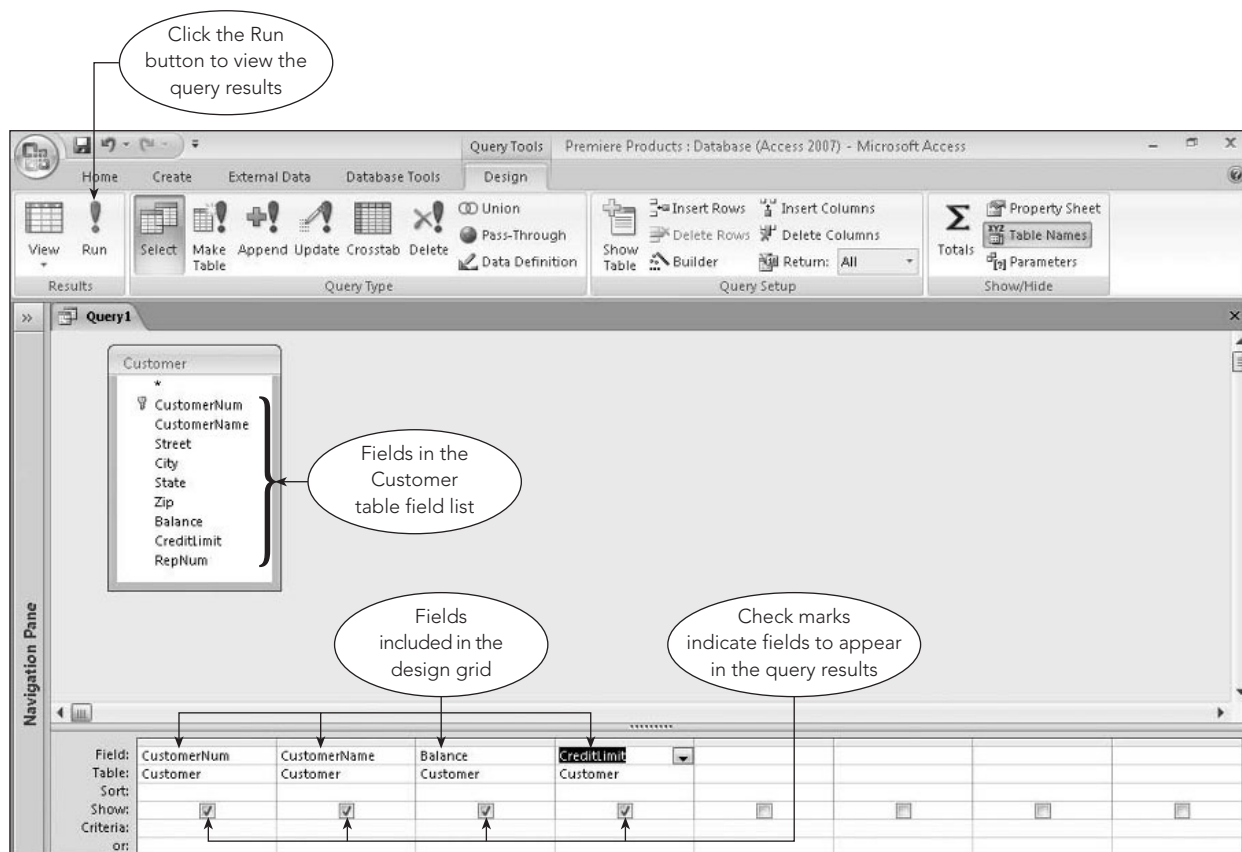 Click the Run
button to view the
query results
Query Tools
Premiere Products : Database (Access 2007) - Microsoft Access
Home
Create
External Data
Database Tools
Design
View
Run
Select
Make
Table
Append
Update
Crosstab
Delete
Union
Pass-Through
Data Definition
Show
Table
Insert Rows
Delete Rows
Builder
Insert Columns
Delete Columns
Return: All
Σ
Totals
Property Sheet
XYZ
Table Names
[?] Parameters
Results
Query Type
Query Setup
Show/Hide
»
Query1
Customer
*
CustomerNum
CustomerName
Street
City
State
Zip
Balance
CreditLimit
RepNum
Fields in the
Customer
table field list
Fields
included in the
design grid
Check marks
indicate fields to appear
in the query results
Navigation Pane
Field: CustomerNum CustomerName Balance CreditLimit
Table: Customer Customer Customer Customer
Sort:
Show:
Criteria:
or: